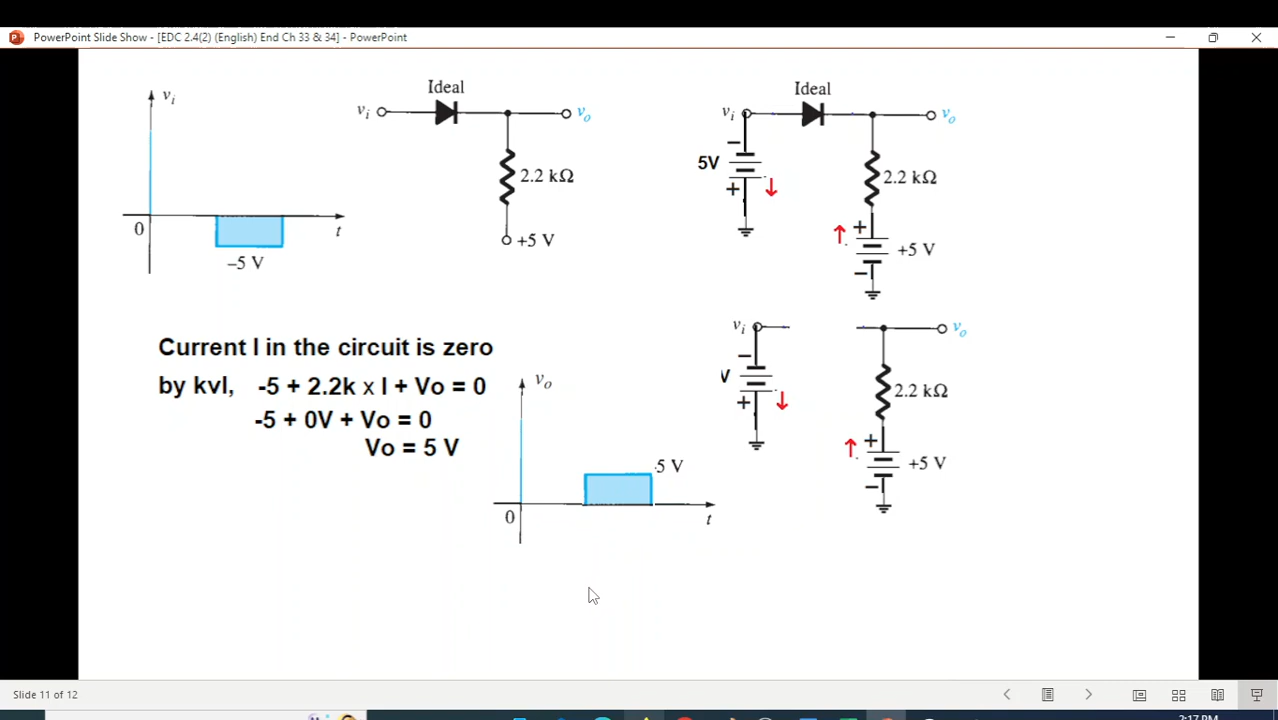 PowerPoint Slide Show - [EDC 2.4(2) (English) End Ch 33 & 34] - PowerPoint
vi
0
t
–5 V
Ideal
vi
vo
2.2 kΩ
+5 V
Ideal
vi
vo
5V
−
+
2.2 kΩ
+
+5 V
−
Current I in the circuit is zero
by kvl, -5 + 2.2k x I + Vo = 0
-5 + 0V + Vo = 0
Vo = 5 V
vo
5 V
0
t
vi
vo
−
V
+
2.2 kΩ
+
+5 V
−
Slide 11 of 12